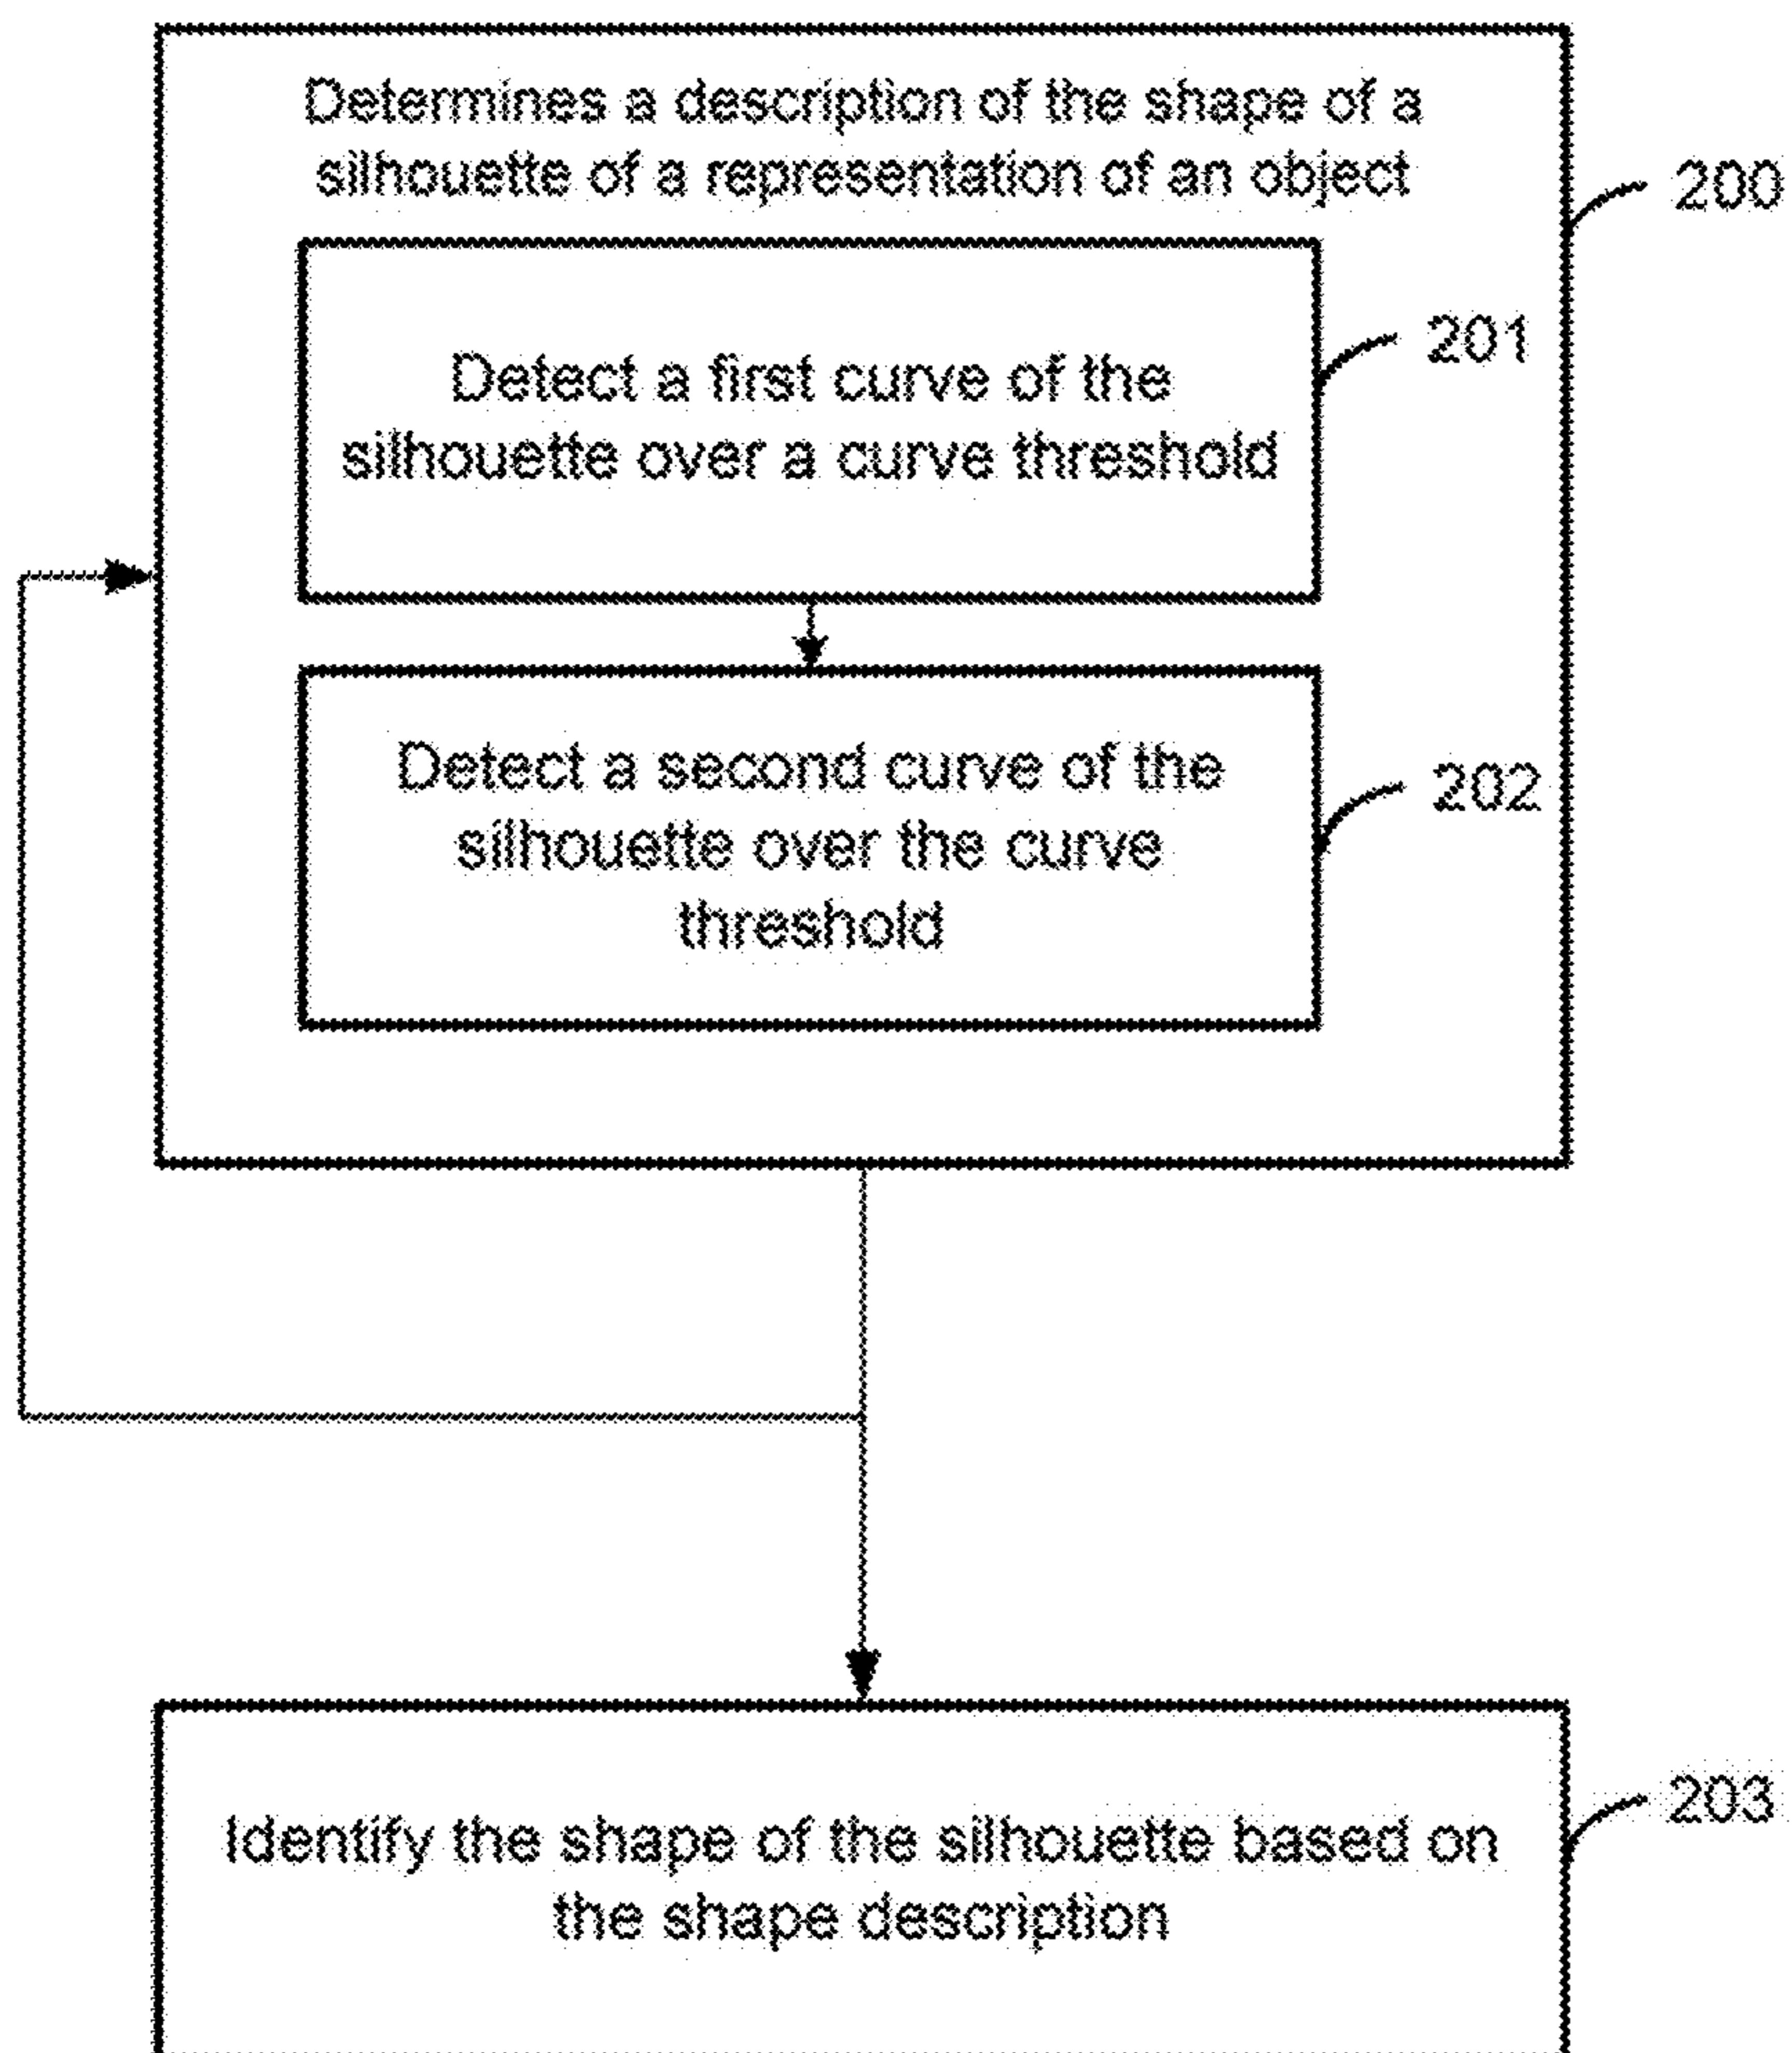 Determines a description of the shape of a
silhouette of a representation of an object
200
Detect a first curve of the
silhouette over a curve threshold
201
Detect a second curve of the
silhouette over the curve
threshold
202
Identify the shape of the silhouette based on
the shape description
203